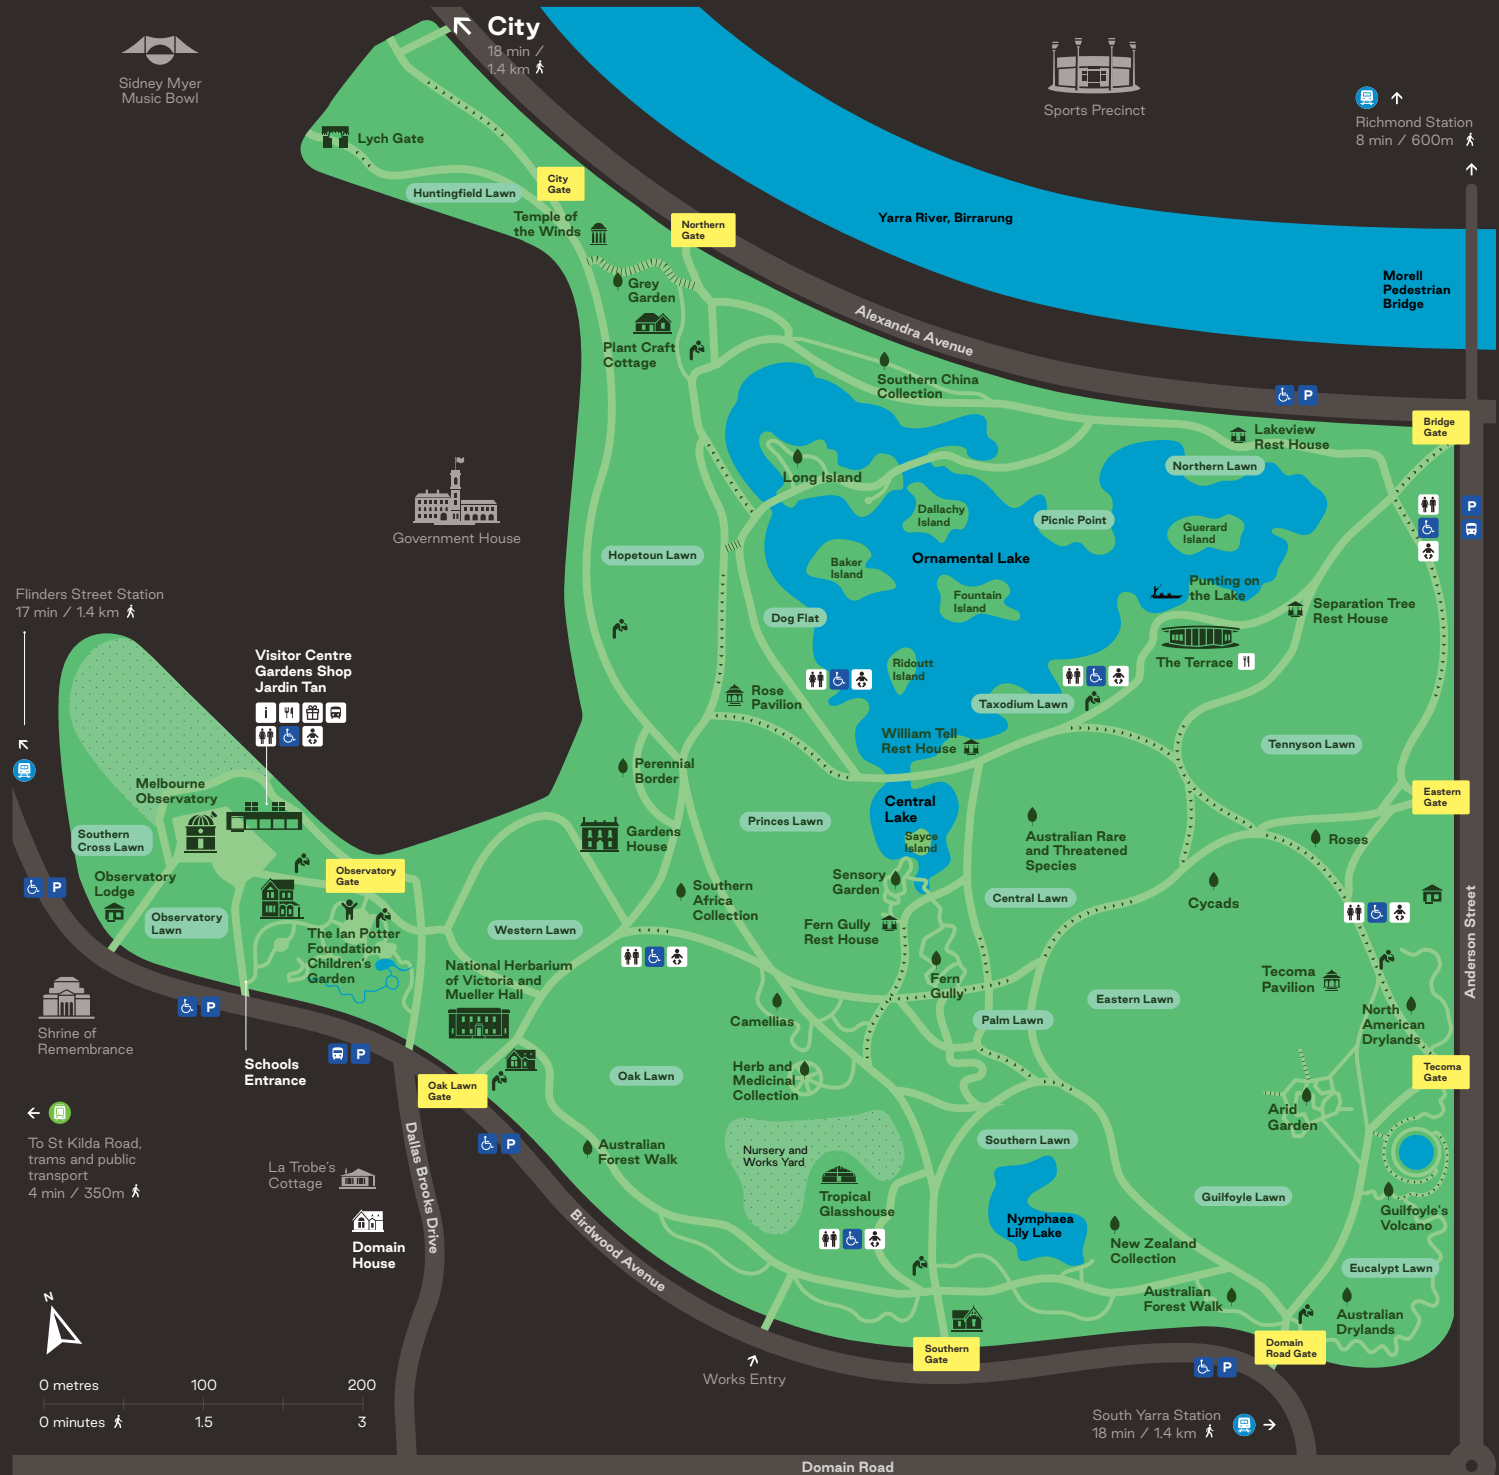 City
18 min /
1.4 km
Sidney Myer
Music Bowl
Sports Precinct
Richmond Station
8 min / 600m
Lych Gate
Huntingfield Lawn
City
Gate
Temple of
the Winds
Northern
Gate
Yarra River, Birrarung
Morell
Pedestrian
Bridge
Grey
Garden
Alexandra Avenue
Plant Craft
Cottage
Southern China
Collection
P
Bridge
Gate
Lakeview
Rest House
Northern Lawn
Long Island
Dallachy
Island
Picnic Point
Guerard
Island
P
Government House
Hopetoun Lawn
Baker
Island
Ornamental Lake
Fountain
Island
Punting on
the Lake
Separation Tree
Rest House
Flinders Street Station
17 min / 1.4 km
Dog Flat
The Terrace
Visitor Centre
Gardens Shop
Jardin Tan
i
Ridoutt
Island
Rose
Pavilion
Taxodium Lawn
William Tell
Rest House
Tennyson Lawn
Perennial
Border
Melbourne
Observatory
Eastern
Gate
Central
Lake
Sayce
Island
Princes Lawn
Gardens
House
Australian Rare
and Threatened
Species
Roses
Southern
Cross Lawn
Observatory
Lodge
Observatory
Gate
Sensory
Garden
Southern
Africa
Collection
Central Lawn
Cycads
P
Observatory
Lawn
Western Lawn
Fern Gully
Rest House
The Ian Potter
Foundation
Children's
Garden
Anderson Street
National Herbarium
of Victoria and
Mueller Hall
Fern
Gully
Tecoma
Pavilion
Eastern Lawn
P
Camellias
Palm Lawn
North
American
Drylands
Shrine of
Remembrance
P
Schools
Entrance
Oak Lawn
Herb and
Medicinal
Collection
Tecoma
Gate
Oak Lawn
Gate
Arid
Garden
To St Kilda Road,
trams and public
transport
4 min / 350m
P
Australian
Forest Walk
Nursery and
Works Yard
Southern Lawn
La Trobe's
Cottage
Dallas Brooks Drive
Tropical
Glasshouse
Guilfoyle Lawn
Guilfoyle's
Volcano
Nymphaea
Lily Lake
Domain
House
Birdwood Avenue
New Zealand
Collection
Eucalypt Lawn
Australian
Forest Walk
Australian
Drylands
N
Southern
Gate
Domain
Road Gate
P
Works Entry
0 metres 100 200
0 minutes 1.5 3
South Yarra Station
18 min / 1.4 km
Domain Road